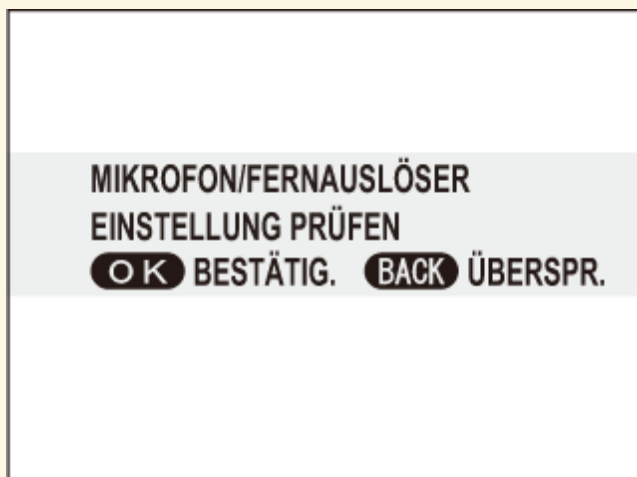 MIKROFON/FERNAUSLÖSER
EINSTELLUNG PRÜFEN
OK BESTÄTIG. BACK ÜBERSPR.